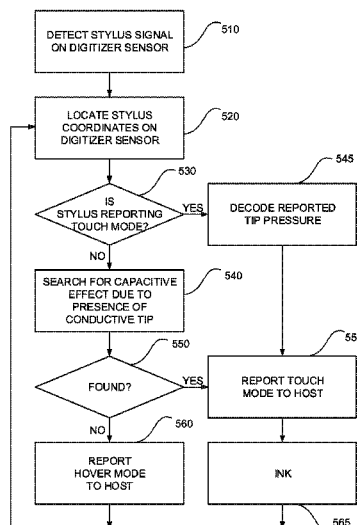 DETECT STYLUS SIGNAL
ON DIGITIZER SENSOR
510
LOCATE STYLUS
COORDINATES ON
DIGITIZER SENSOR
520
530
IS
STYLUS REPORTING
TOUCH MODE?
YES
NO
545
DECODE REPORTED
TIP PRESSURE
540
SEARCH FOR CAPACITIVE
EFFECT DUE TO
PRESENCE OF
CONDUCTIVE TIP
550
FOUND?
YES
NO
55
REPORT TOUCH
MODE TO HOST
560
REPORT
HOVER MODE
TO HOST
INK
565